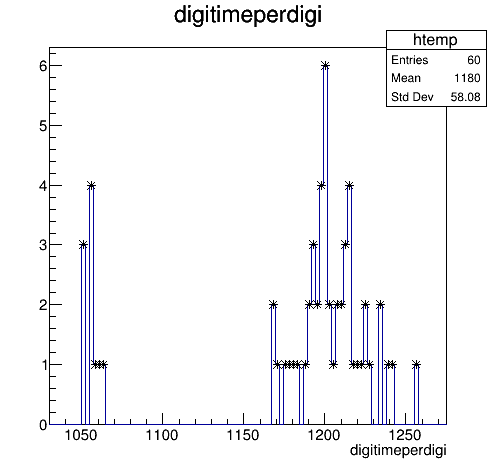 digitimeperdigi
htemp
Entries 60
Mean 1180
Std Dev 58.08
6
5
4
3
2
1
0
1050 1100 1150 1200 1250
digitimeperdigi